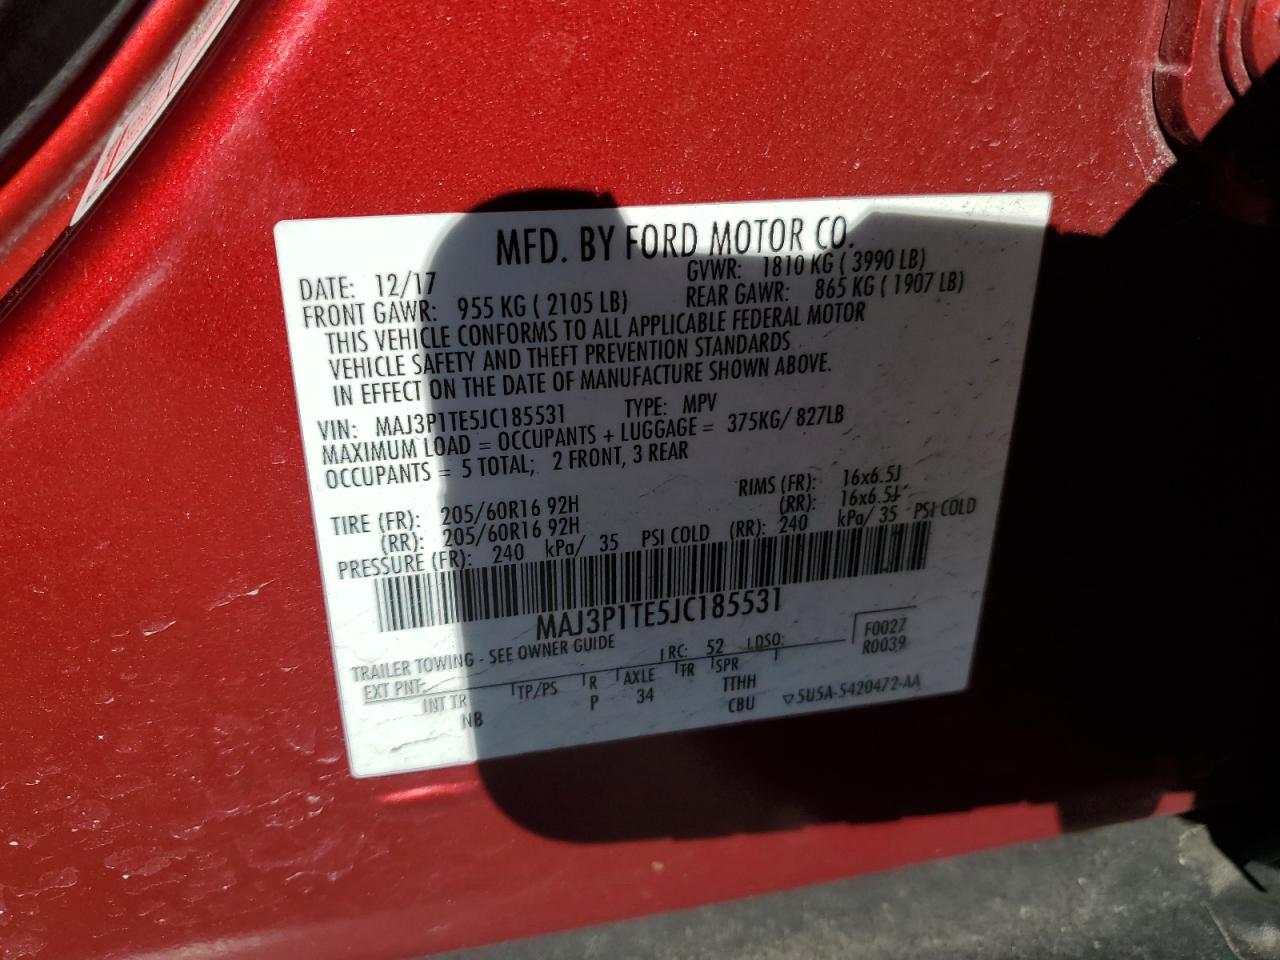 MFD. BY FORD MOTOR CO.
DATE: 12/17 GVWR: 1810 KG ( 3990 LB)
FRONT GAWR: 955 KG ( 2105 LB) REAR GAWR: 865 KG ( 1907 LB)
THIS VEHICLE CONFORMS TO ALL APPLICABLE FEDERAL MOTOR
VEHICLE SAFETY AND THEFT PREVENTION STANDARDS
IN EFFECT ON THE DATE OF MANUFACTURE SHOWN ABOVE.
VIN: MAJ3P1TE5JC185531 TYPE: MPV
MAXIMUM LOAD = OCCUPANTS + LUGGAGE = 375KG/ 827LB
OCCUPANTS = 5 TOTAL; 2 FRONT, 3 REAR
TIRE (FR): 205/60R16 92H RIMS (FR): 16x6.5J
(RR): 205/60R16 92H (RR): 16x6.5J
PRESSURE (FR): 240 kPa/ 35 PSI COLD (RR): 240 kPa/ 35 PSI COLD
MAJ3P1TE5JC185531
TRAILER TOWING - SEE OWNER GUIDE
EXT PNT: RC: 52 DSO: F0027
R0039
INT TR TP/PS R AXLE TR SPR
NB P 34 TTHH
CBU ▽5U5A-5420472-AA